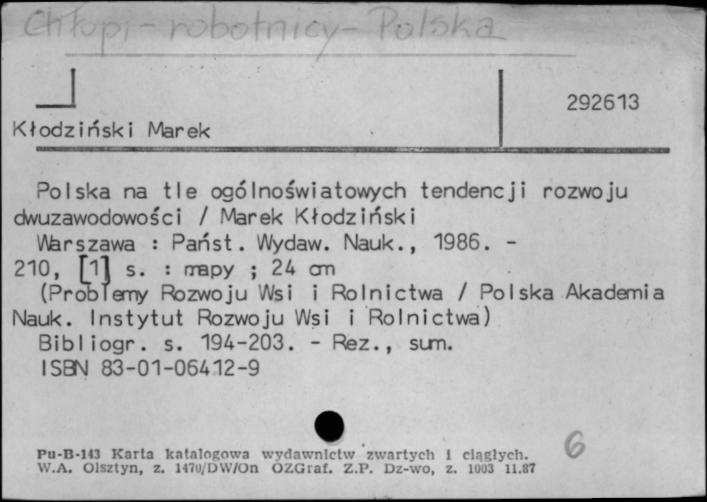 Chłopi - robotnicy - Polska
292613
Kłodziński Marek
Polska na tle ogólnoświatowych tendencji rozwoju
dwuzawodowości / Marek Kłodziński
Warszawa : Państ. Wydaw. Nauk., 1986. -
210, [1] s. : mapy ; 24 cm
(Problemy Rozwoju Wsi i Rolnictwa / Polska Akademia
Nauk. Instytut Rozwoju Wsi i Rolnictwa)
Bibliogr. s. 194-203. - Rez., sum.
ISBN 83-01-06412-9
6
Pu-B-143 Karta katalogowa wydawnictw zwartych i ciągłych.
W.A. Olsztyn, z. 1470/DW/On OZGraf. Z.P. Dz-wo, z. 1003 11.87